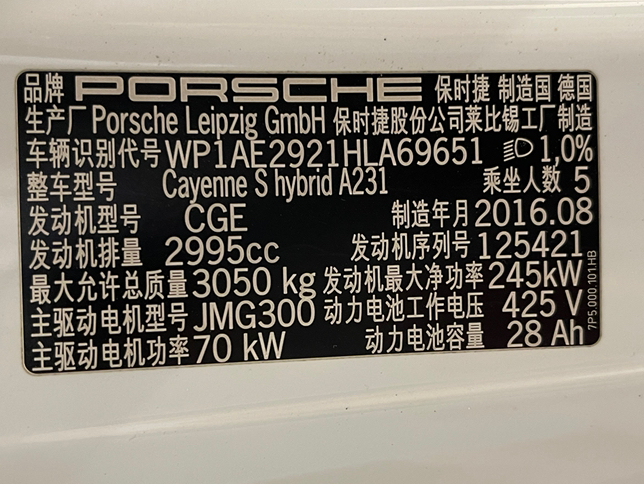 品牌 PORSCHE 保时捷 制造国 德国
生产厂 Porsche Leipzig GmbH 保时捷股份公司莱比锡工厂制造
车辆识别代号 WP1AE2921HLA69651 1,0%
整车型号 Cayenne S hybrid A231 乘坐人数 5
发动机型号 CGE 制造年月 2016.08
发动机排量 2995cc 发动机序列号 125421
最大允许总质量 3050 kg 发动机最大净功率 245kW
主驱动电机型号 JMG300 动力电池工作电压 425 V
主驱动电机功率 70 kW 动力电池容量 28 Ah
7P5.000.101.HB